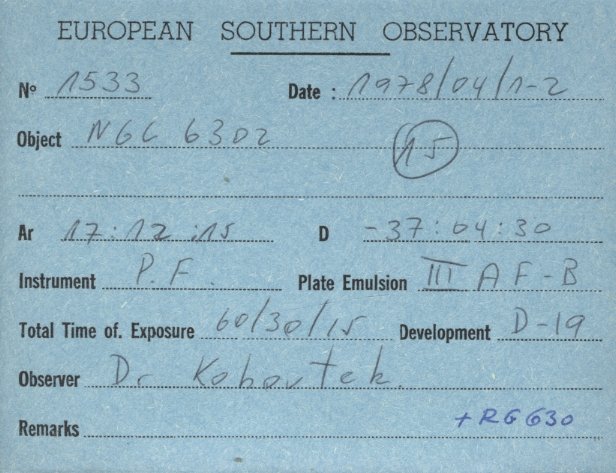 EUROPEAN SOUTHERN OBSERVATORY
Nº 1533 Date : 1978/04/1-2
Object NGC 6302
15
Ar 17:12:15 D -37:04:30
Instrument P.F. Plate Emulsion III A F-B
Total Time of. Exposure 60/30/15 Development D-19
Observer Dr Kohoutek.
Remarks +RG630